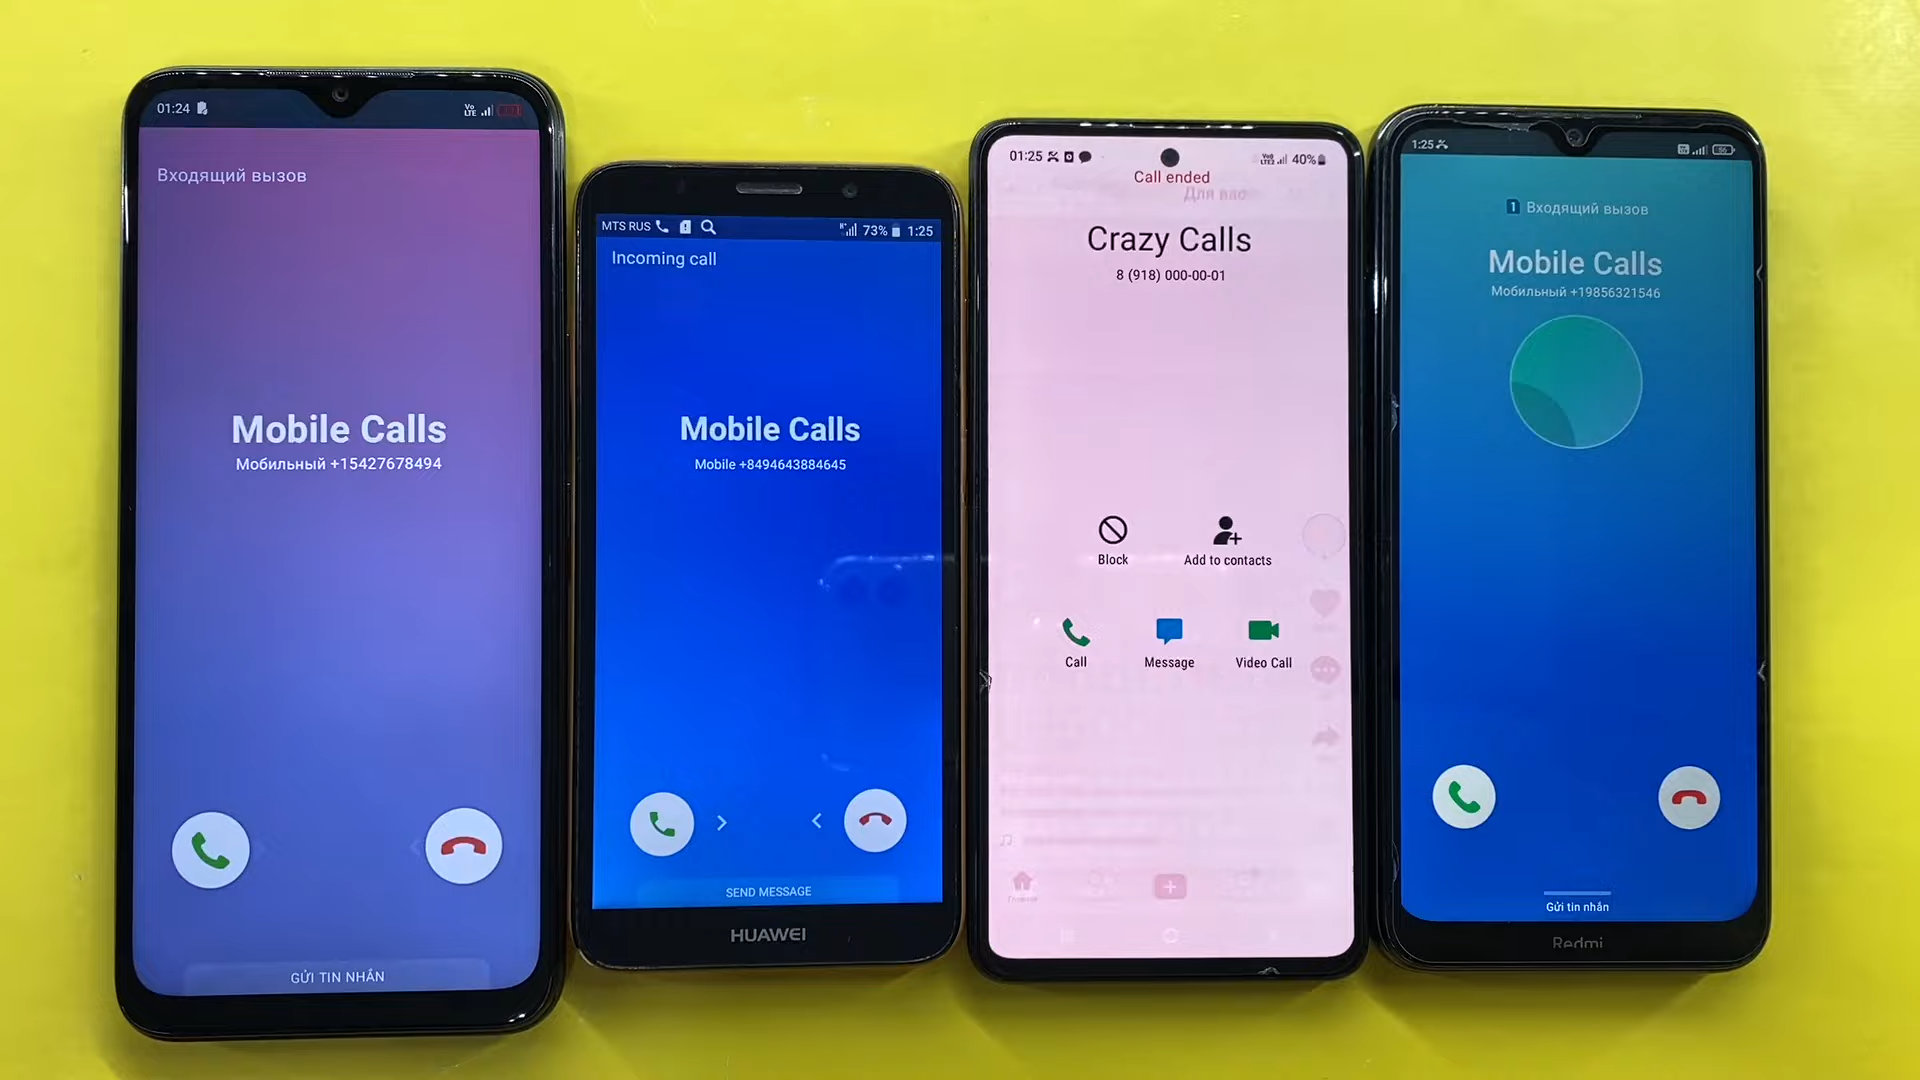 01:24
Входящий вызов
Mobile Calls
Мобильный +15427678494
GỬI TIN NHẮN
MTS RUS
73% 1:25
Incoming call
Mobile Calls
Mobile +8494643884645
SEND MESSAGE
HUAWEI
01:25
40%
Call ended
Для вас
Crazy Calls
8 (918) 000-00-01
Block
Add to contacts
Call
Message
Video Call
1:25
56
1 Входящий вызов
Mobile Calls
Мобильный +19856321546
Gửi tin nhắn
Redmi